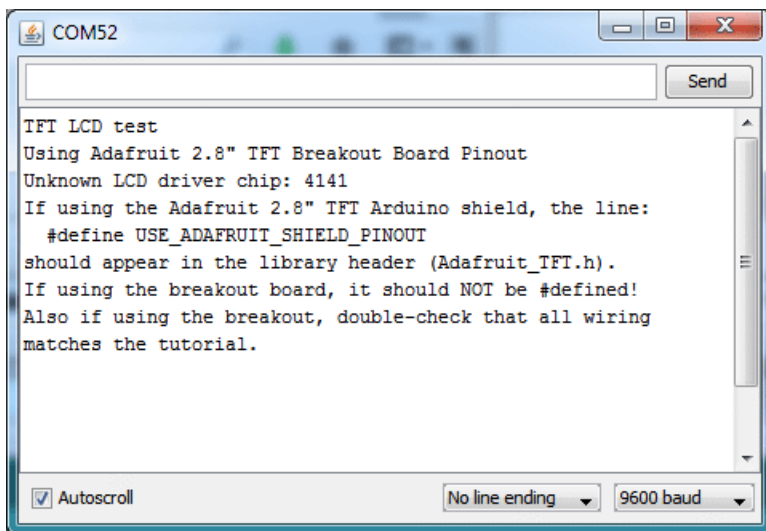 COM52
Send
TFT LCD test
Using Adafruit 2.8" TFT Breakout Board Pinout
Unknown LCD driver chip: 4141
If using the Adafruit 2.8" TFT Arduino shield, the line:
  #define USE_ADAFRUIT_SHIELD_PINOUT
should appear in the library header (Adafruit_TFT.h).
If using the breakout board, it should NOT be #defined!
Also if using the breakout, double-check that all wiring
matches the tutorial.
Autoscroll No line ending 9600 baud